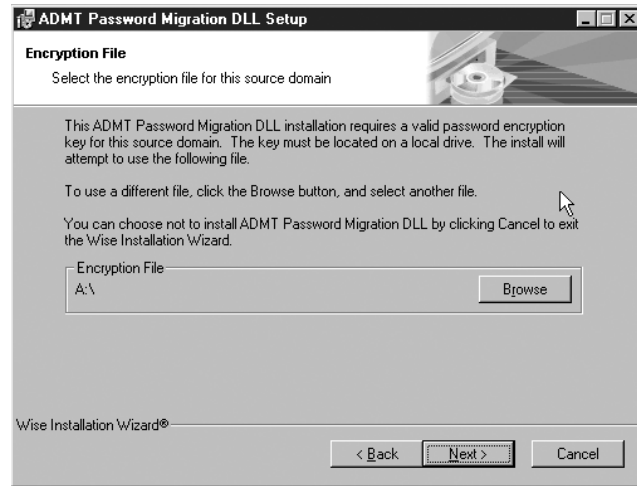 ADMT Password Migration DLL Setup
Encryption File
Select the encryption file for this source domain
This ADMT Password Migration DLL installation requires a valid password encryption
key for this source domain. The key must be located on a local drive. The install will
attempt to use the following file.
To use a different file, click the Browse button, and select another file.
You can choose not to install ADMT Password Migration DLL by clicking Cancel to exit
the Wise Installation Wizard.
Encryption File
A:\
Browse
Wise Installation Wizard®
< Back
Next >
Cancel